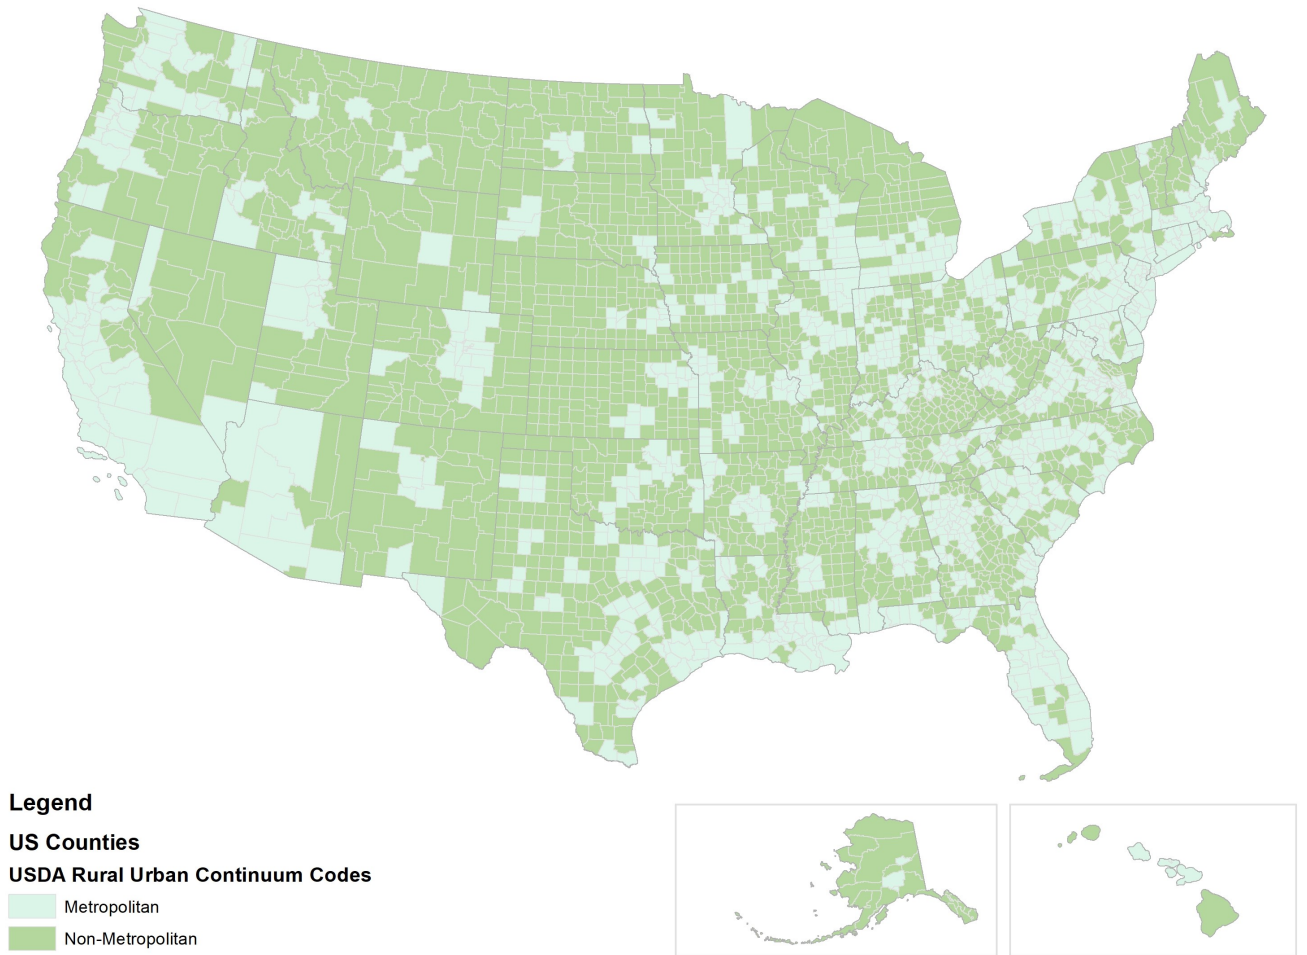 Legend
US Counties
USDA Rural Urban Continuum Codes
Metropolitan
Non-Metropolitan